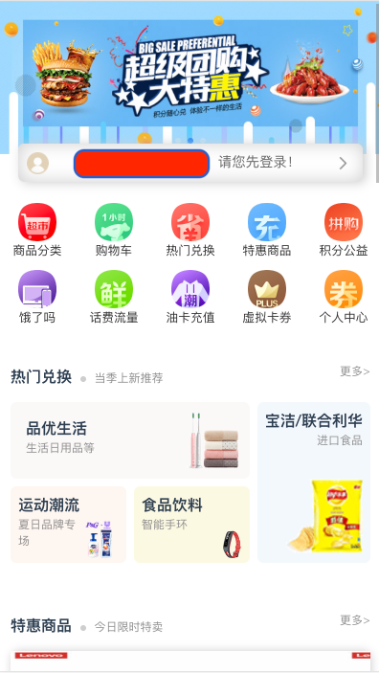 BIG SALE PREFERENTIAL
超级团购
大特惠
积分随心兑 体验不一样的生活
请您先登录!
超市
1小时
省
充
拼购
商品分类
购物车
热门兑换
特惠商品
积分公益
鲜
潮
PLUS
券
饿了吗
话费流量
油卡充值
虚拟卡券
个人中心
热门兑换
当季上新推荐
更多>
品优生活
生活日用品等
宝洁/联合利华
进口食品
运动潮流
夏日品牌专
场
P&G
食品饮料
智能手环
特惠商品
今日限时特卖
更多>
Lenovo